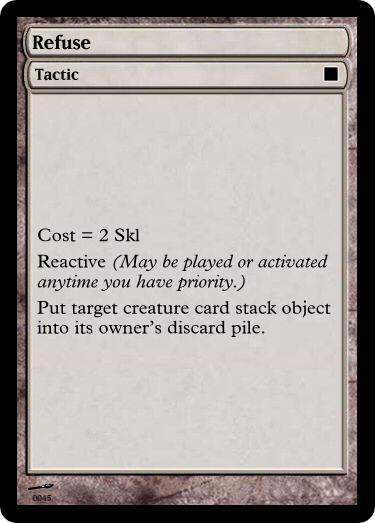 Refuse
Tactic
Cost = 2 Skl
Reactive (May be played or activated
anytime you have priority.)
Put target creature card stack object
into its owner's discard pile.
0045